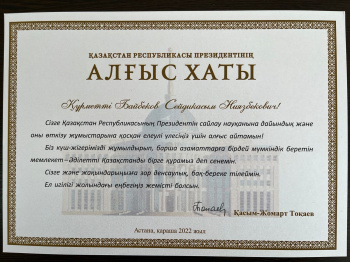 ҚАЗАҚСТАН РЕСПУБЛИКАСЫ ПРЕЗИДЕНТІНІҢ
АЛҒЫС ХАТЫ
Құрметті Байбеков Сейдікасым Ниязбекович!
Сізге Қазақстан Республикасының Президентін сайлау науқанына дайындық және
оны өткізу жұмыстарына қосқан елеулі үлесіңіз үшін алғыс айтамын!
Біз күш-жігерімізді жұмылдырып, барша азаматтарға бірдей мүмкіндік беретін
мемлекет–Әділетті Қазақстанды бірге құрамыз деп сенемін.
Сізге және жақындарыңызға зор денсаулық, бақ-береке тілеймін.
Ел игілігі жолындағы еңбегіңіз жемісті болсын.
Қасым-Жомарт Тоқаев
Астана, қараша 2022 жыл